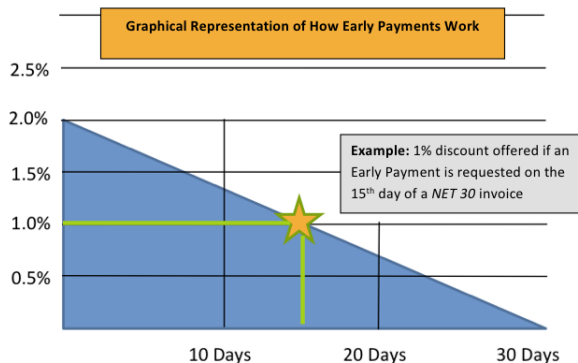 Graphical Representation of How Early Payments Work
2.5%
2.0%
Example: 1% discount offered if an
Early Payment is requested on the
15th day of a NET 30 invoice
1.5%
1.0%
0.5%
10 Days
20 Days
30 Days